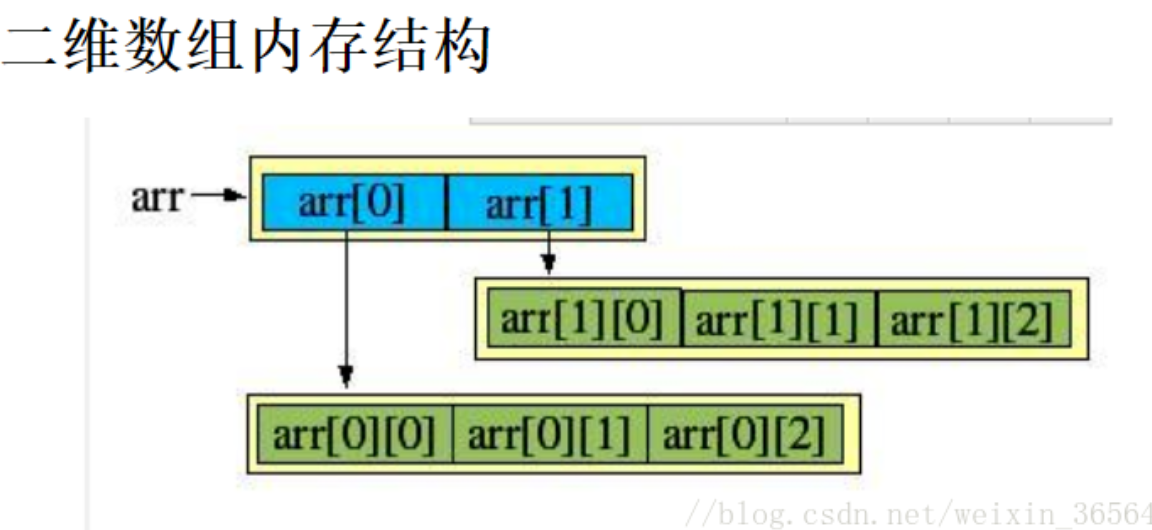 二维数组内存结构
arr
arr[0] arr[1]
arr[1][0] arr[1][1] arr[1][2]
arr[0][0] arr[0][1] arr[0][2]
//blog.csdn.net/weixin_36564